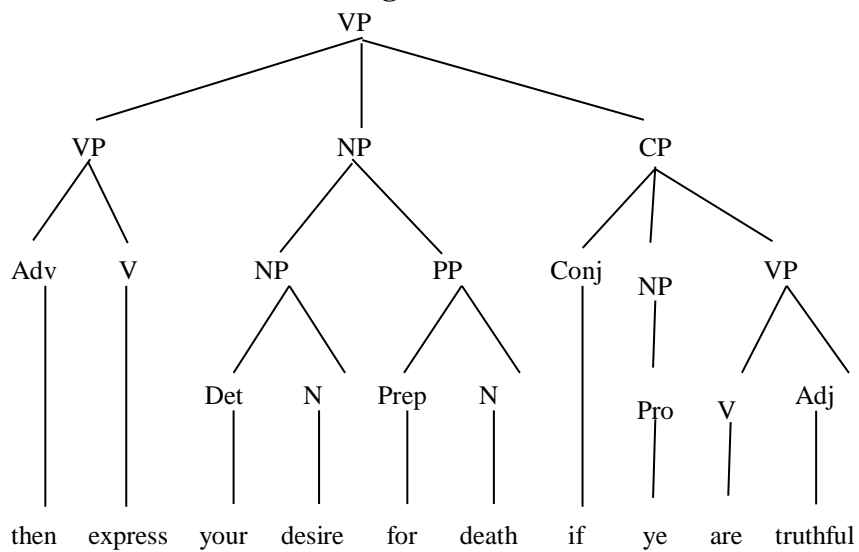 VP
VP NP CP
Adv V NP PP Conj NP VP
Det N Prep N Pro V Adj
then express your desire for death if ye are truthful